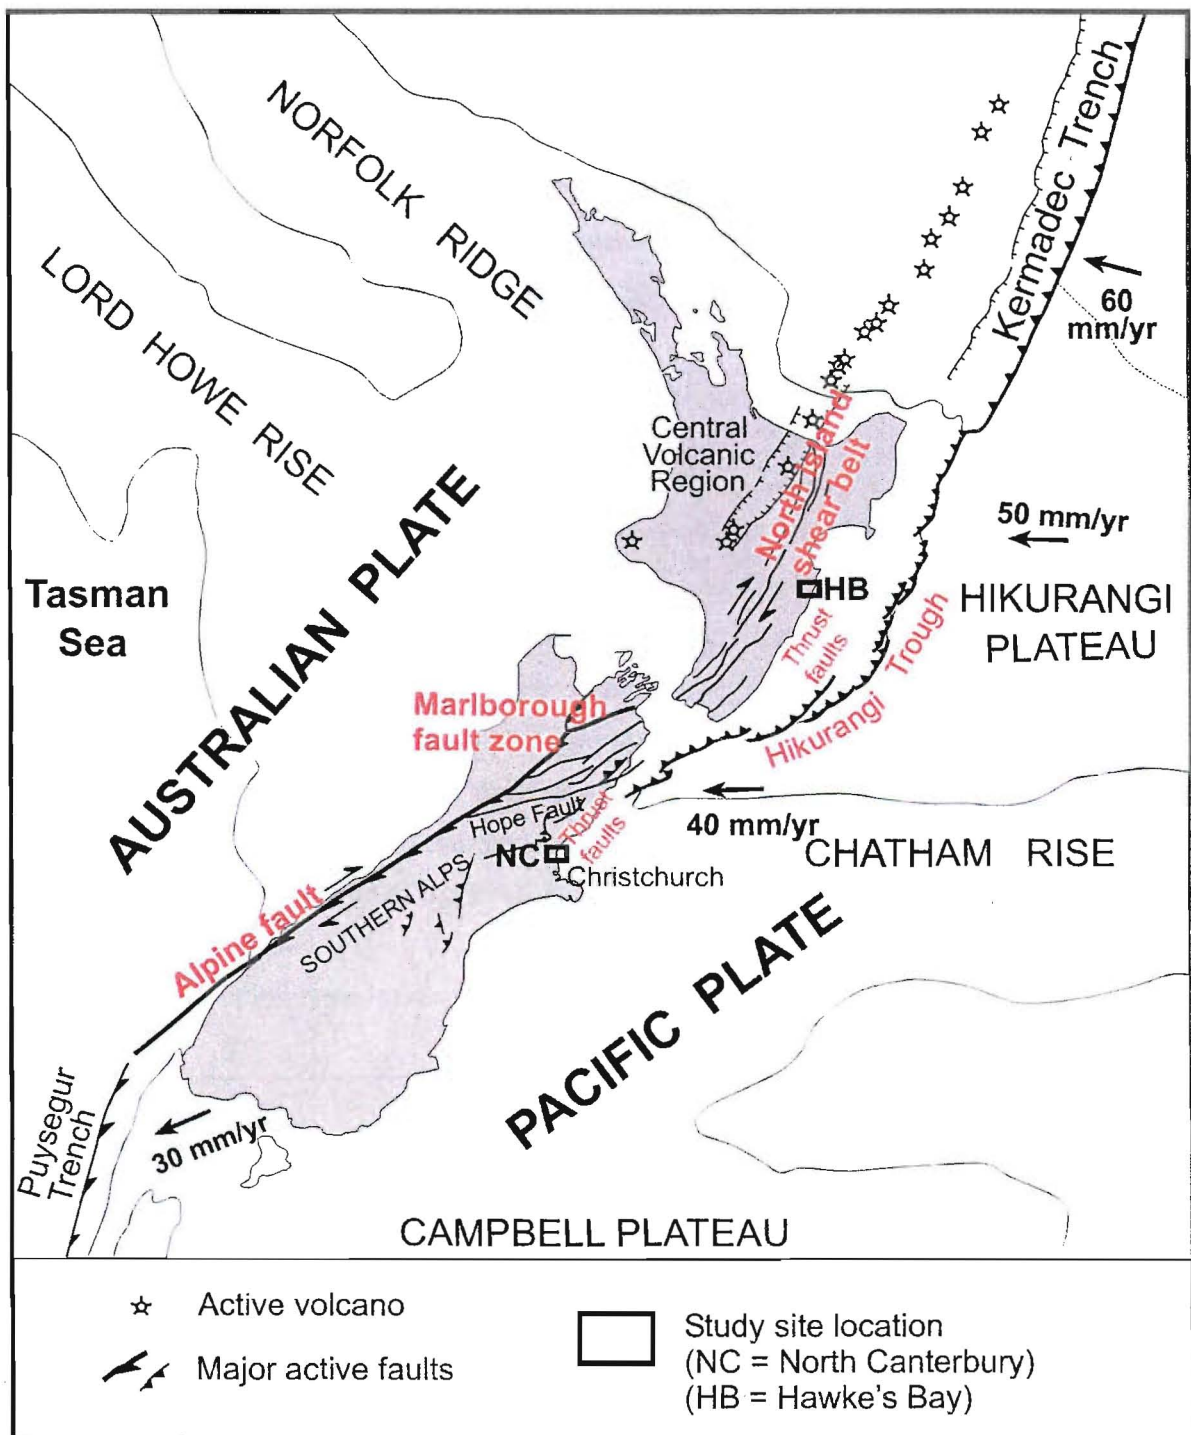 NORFOLK RIDGE
LORD HOWE RISE
Kermadec Trench
60
mm/yr
Central
Volcanic
Region
North Island
shear belt
50 mm/yr
HB
HIKURANGI
PLATEAU
Tasman
Sea
AUSTRALIAN PLATE
Thrust
faults
Hikurangi Trough
Marlborough
fault zone
Hope Fault
Thrust
faults
40 mm/yr
CHATHAM RISE
NC
Christchurch
SOUTHERN ALPS
Alpine fault
PACIFIC PLATE
Puysegur
Trench
30 mm/yr
CAMPBELL PLATEAU
Active volcano
Major active faults
Study site location
(NC = North Canterbury)
(HB = Hawke's Bay)